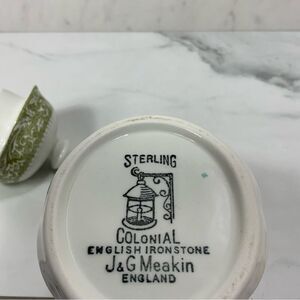 STERLING
COLONIAL
ENGLISH IRONSTONE
J&G Meakin
ENGLAND